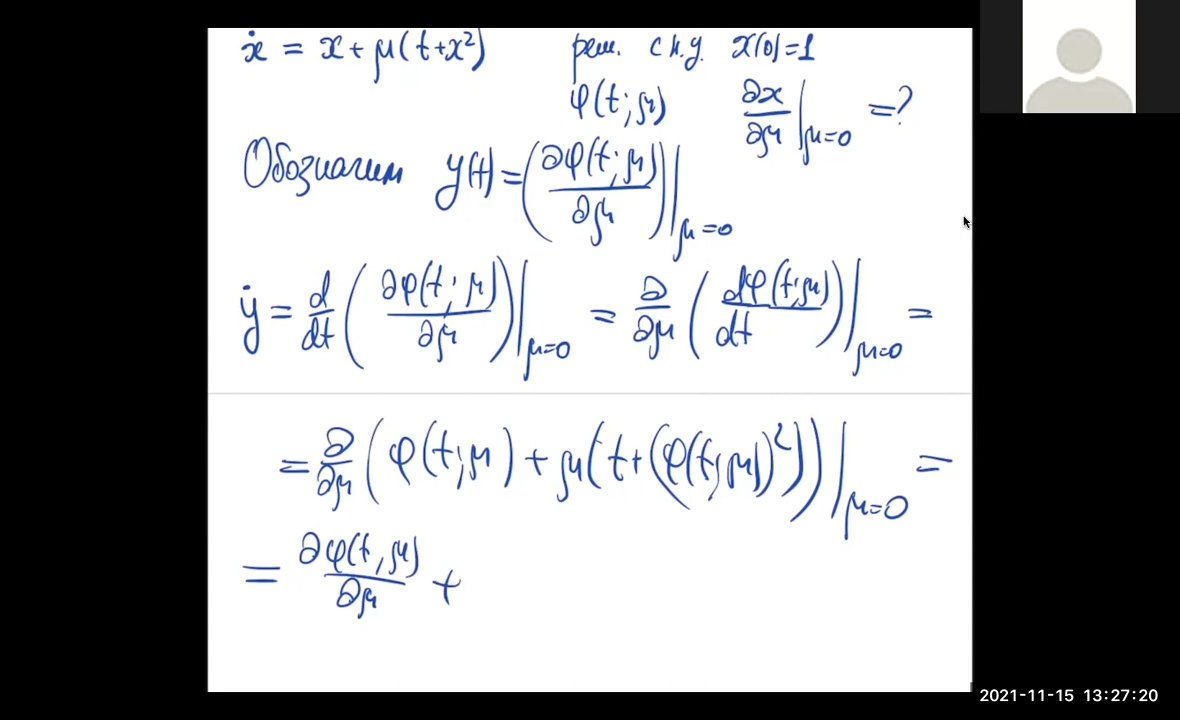 ẋ = x + μ(t+x²) реш. с н.у. x(0)=1
φ(t;μ) ∂x/∂μ |μ=0 =?
Обозначим y(t) = (∂φ(t;μ)/∂μ)|μ=0
ẏ = d/dt (∂φ(t;μ)/∂μ)|μ=0 = ∂/∂μ (dφ(t;μ)/dt)|μ=0 =
= ∂/∂μ (φ(t;μ) + μ(t+(φ(t;μ))²))|μ=0 =
= ∂φ(t,μ)/∂μ +
2021-11-15 13:27:20